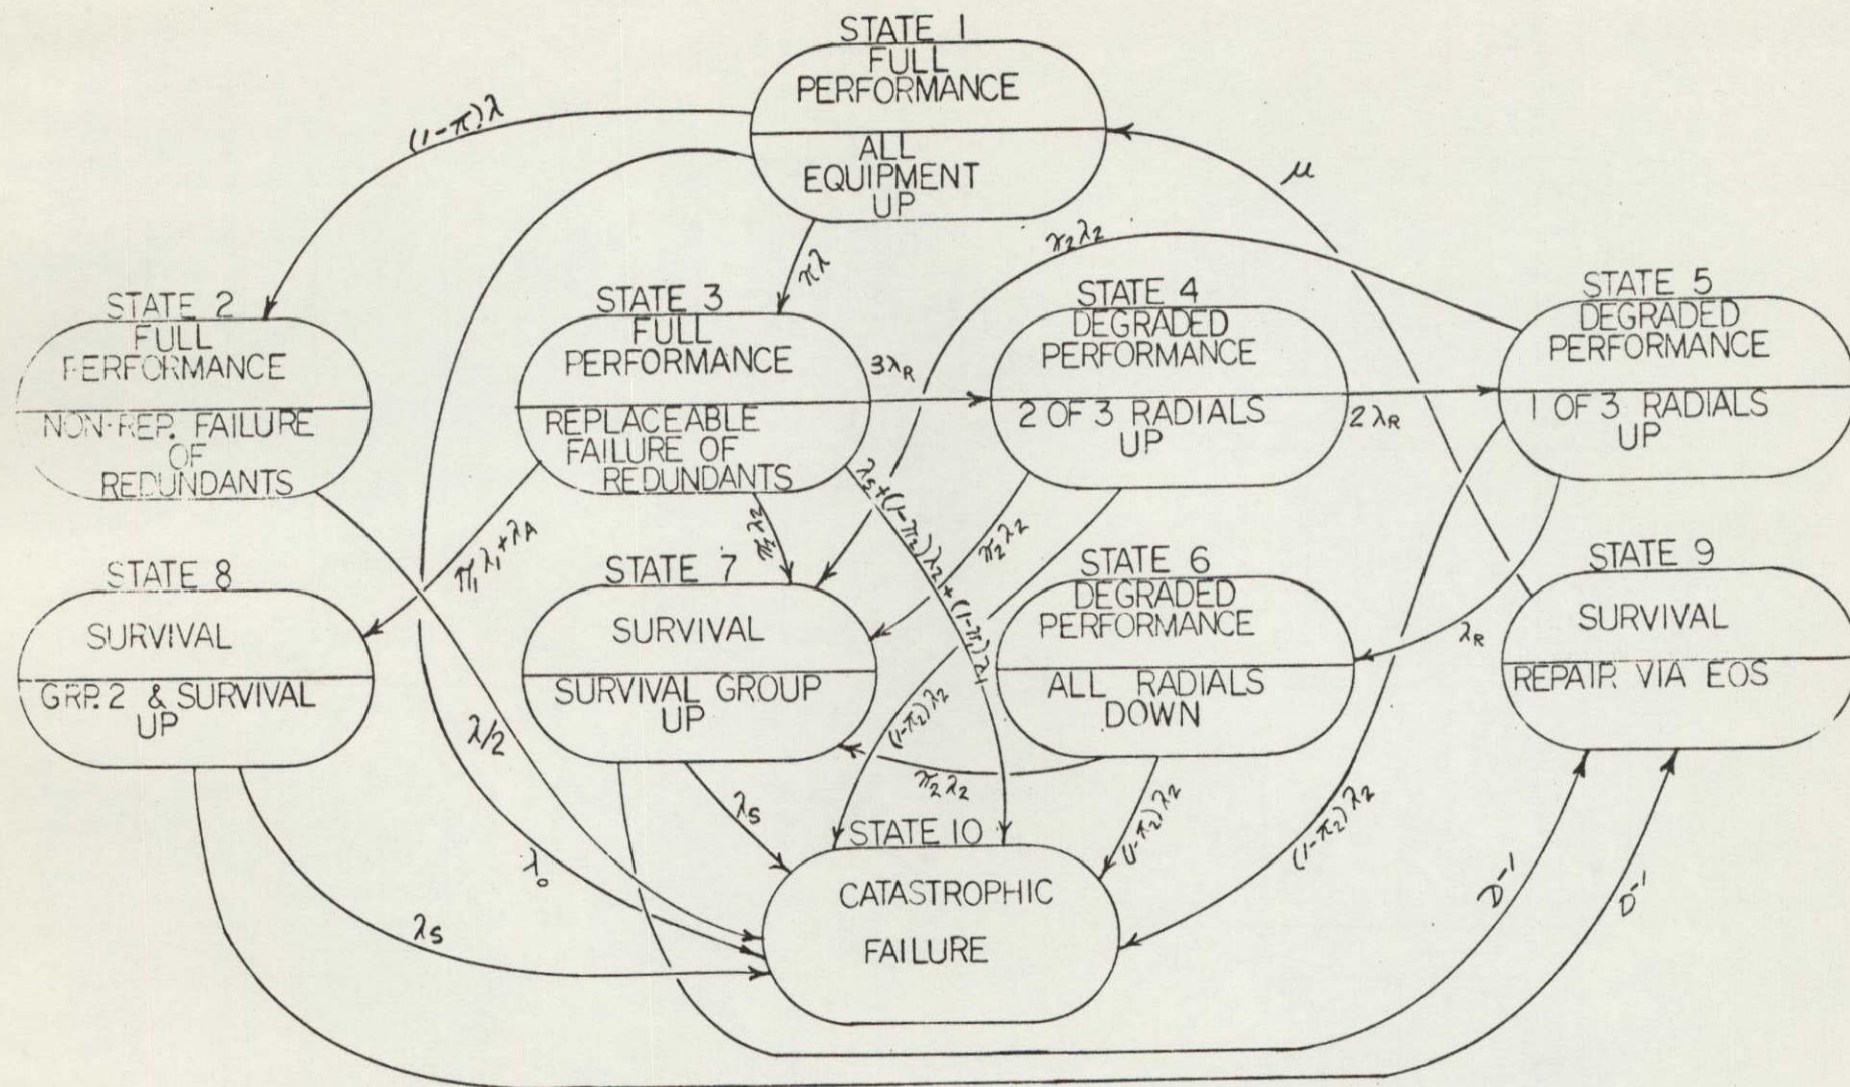 STATE 1
FULL
PERFORMANCE
ALL
EQUIPMENT
UP
(1-π)λ
μ
π₂λ₂
πλ
STATE 2
FULL
PERFORMANCE
NON-REP. FAILURE
OF
REDUNDANTS
STATE 3
FULL
PERFORMANCE
REPLACEABLE
FAILURE OF
REDUNDANTS
3λR
STATE 4
DEGRADED
PERFORMANCE
2 OF 3 RADIALS
UP
2λR
STATE 5
DEGRADED
PERFORMANCE
1 OF 3 RADIALS
UP
π₁λ₁+λA
π₂λ₂
λs+(1-π₂)λ₂+(1-π₁)λ₁
π₂λ₂
λR
STATE 8
SURVIVAL
GRP. 2 & SURVIVAL
UP
STATE 7
SURVIVAL
SURVIVAL GROUP
UP
STATE 6
DEGRADED
PERFORMANCE
ALL RADIALS
DOWN
STATE 9
SURVIVAL
REPAIR VIA EOS
λ/2
(1-π₂)λ₂
π₂λ₂
λs
(1-π₂)λ₂
(1-π₂)λ₂
λ₀
λs
D⁻¹
D⁻¹
STATE 10
CATASTROPHIC
FAILURE